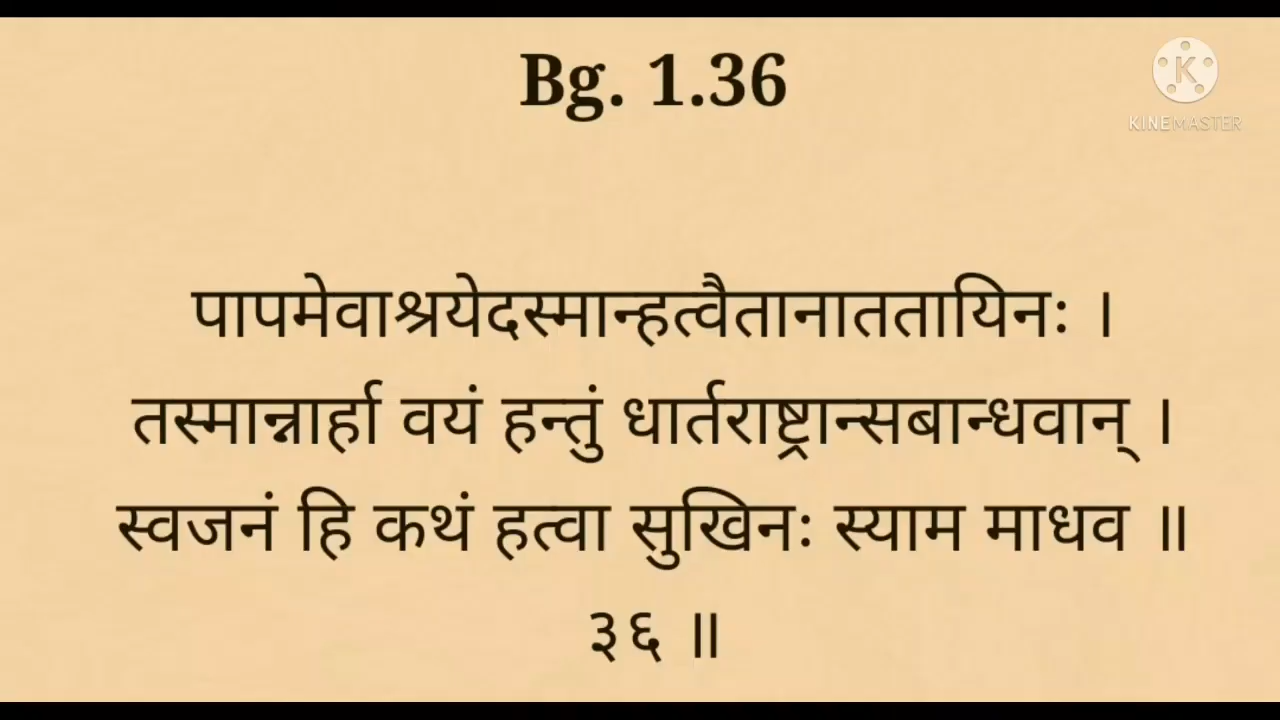 Bg. 1.36
KINEMASTER
पापमेवाश्रयेदस्मान्हत्वैतानाततायिनः ।
तस्मान्नार्हा वयं हन्तुं धार्तराष्ट्रान्सबान्धवान् ।
स्वजनं हि कथं हत्वा सुखिनः स्याम माधव ॥
३६ ॥